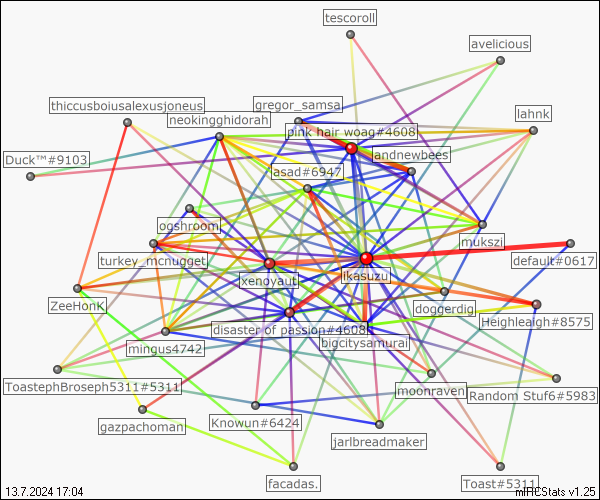 tescoroll
avelicious
thiccusboiusalexusjoneus
gregor_samsa
lahnk
neokingghidorah
pink hair woag#4608
Duck™#9103
andnewbees
lasad#6947
ogshroom
mukszi
turkey_mcnugget
default#0617
xenoyaut
ikasuzu
ZeeHonK
doggerdig
Heighleaigh#8575
disaster of passion#4608
bigcitysamurai
mingus4742
ToastephBroseph5311#5311
moonraven
Random Stuf6#5983
gazpachoman
Knowun#6424
jarlbreadmaker
facadas.
Toast#5311
13.7.2024 17:04
mIRCStats v1.25